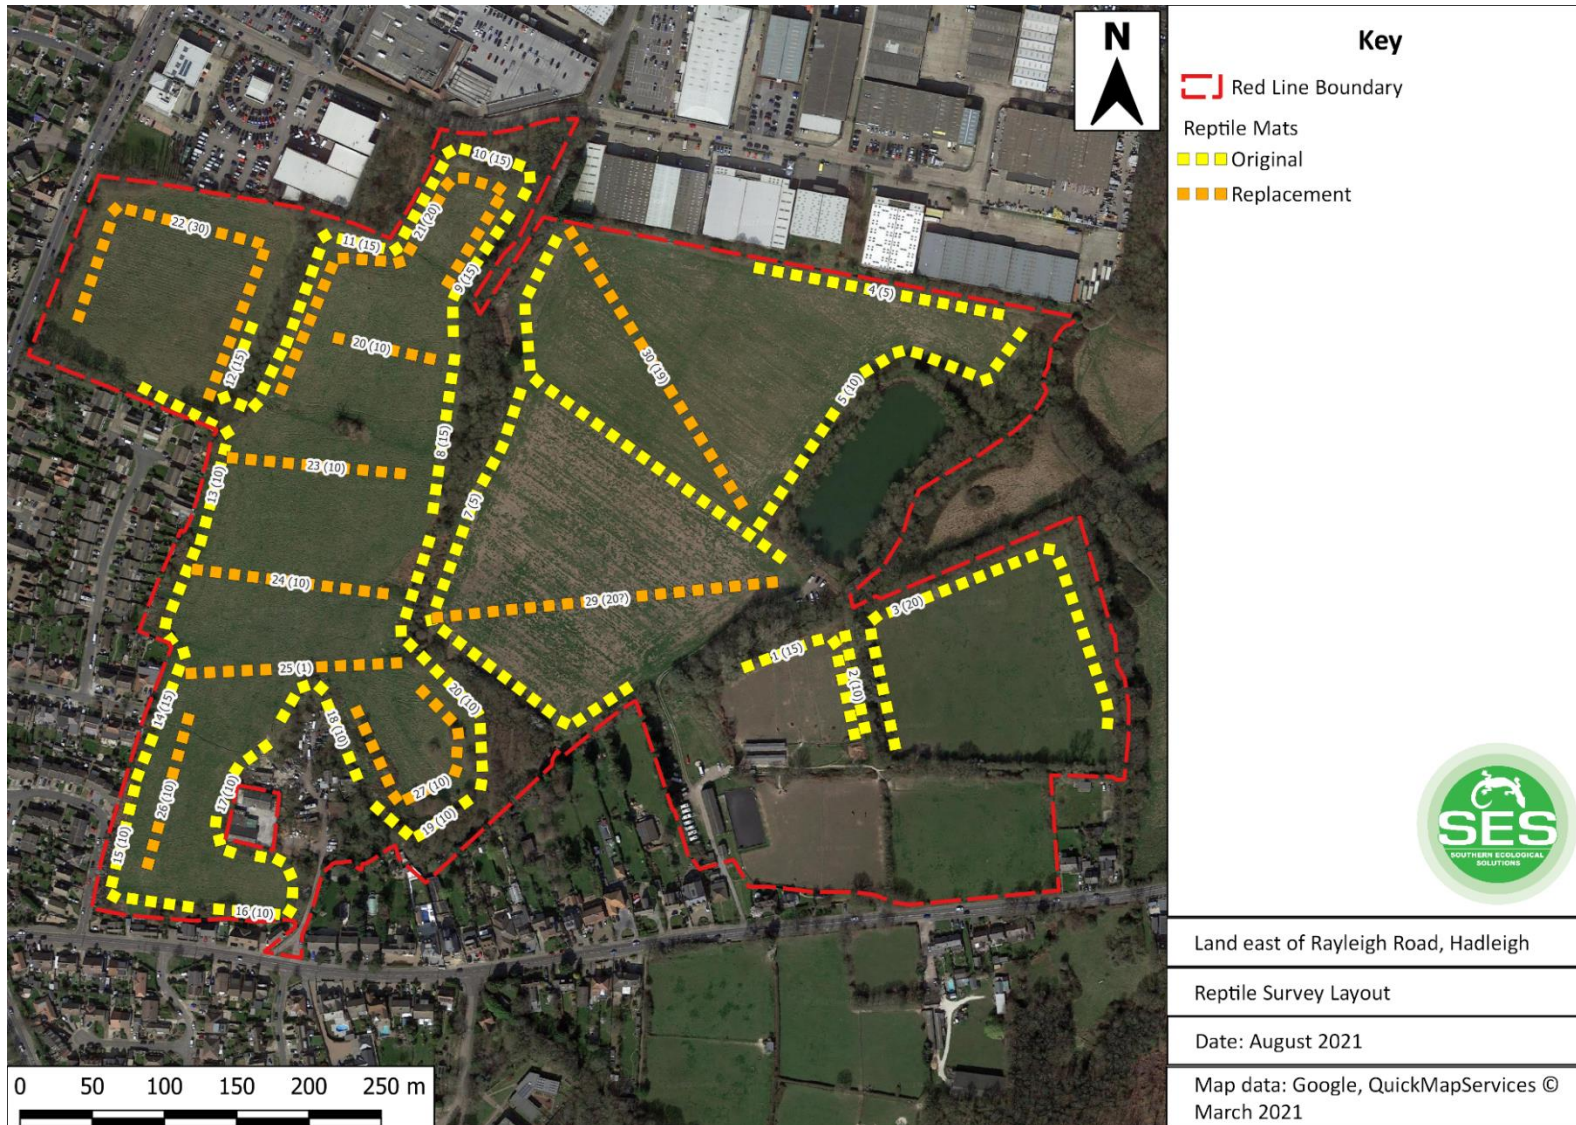 N
10 (15)
22 (30)
21 (20)
11 (15)
9 (15)
4 (5)
20 (10)
30 (19)
12 (15)
5 (10)
8 (15)
23 (10)
13 (10)
7 (5)
24 (10)
29 (20?)
3 (20)
1 (15)
25 (1)
2 (10)
20 (10)
14 (15)
18 (10)
17 (10)
26 (10)
27 (10)
19 (10)
15 (10)
16 (10)
0 50 100 150 200 250 m
Key
Red Line Boundary
Reptile Mats
Original
Replacement
SES
SOUTHERN ECOLOGICAL
SOLUTIONS
Land east of Rayleigh Road, Hadleigh
Reptile Survey Layout
Date: August 2021
Map data: Google, QuickMapServices ©
March 2021